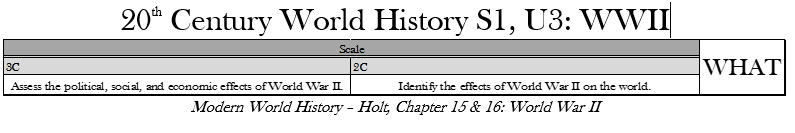 20th Century World History S1, U3: WWII
Scale
3C 2C WHAT
Assess the political, social, and economic effects of World War II. Identify the effects of World War II on the world.
Modern World History – Holt, Chapter 15 & 16: World War II